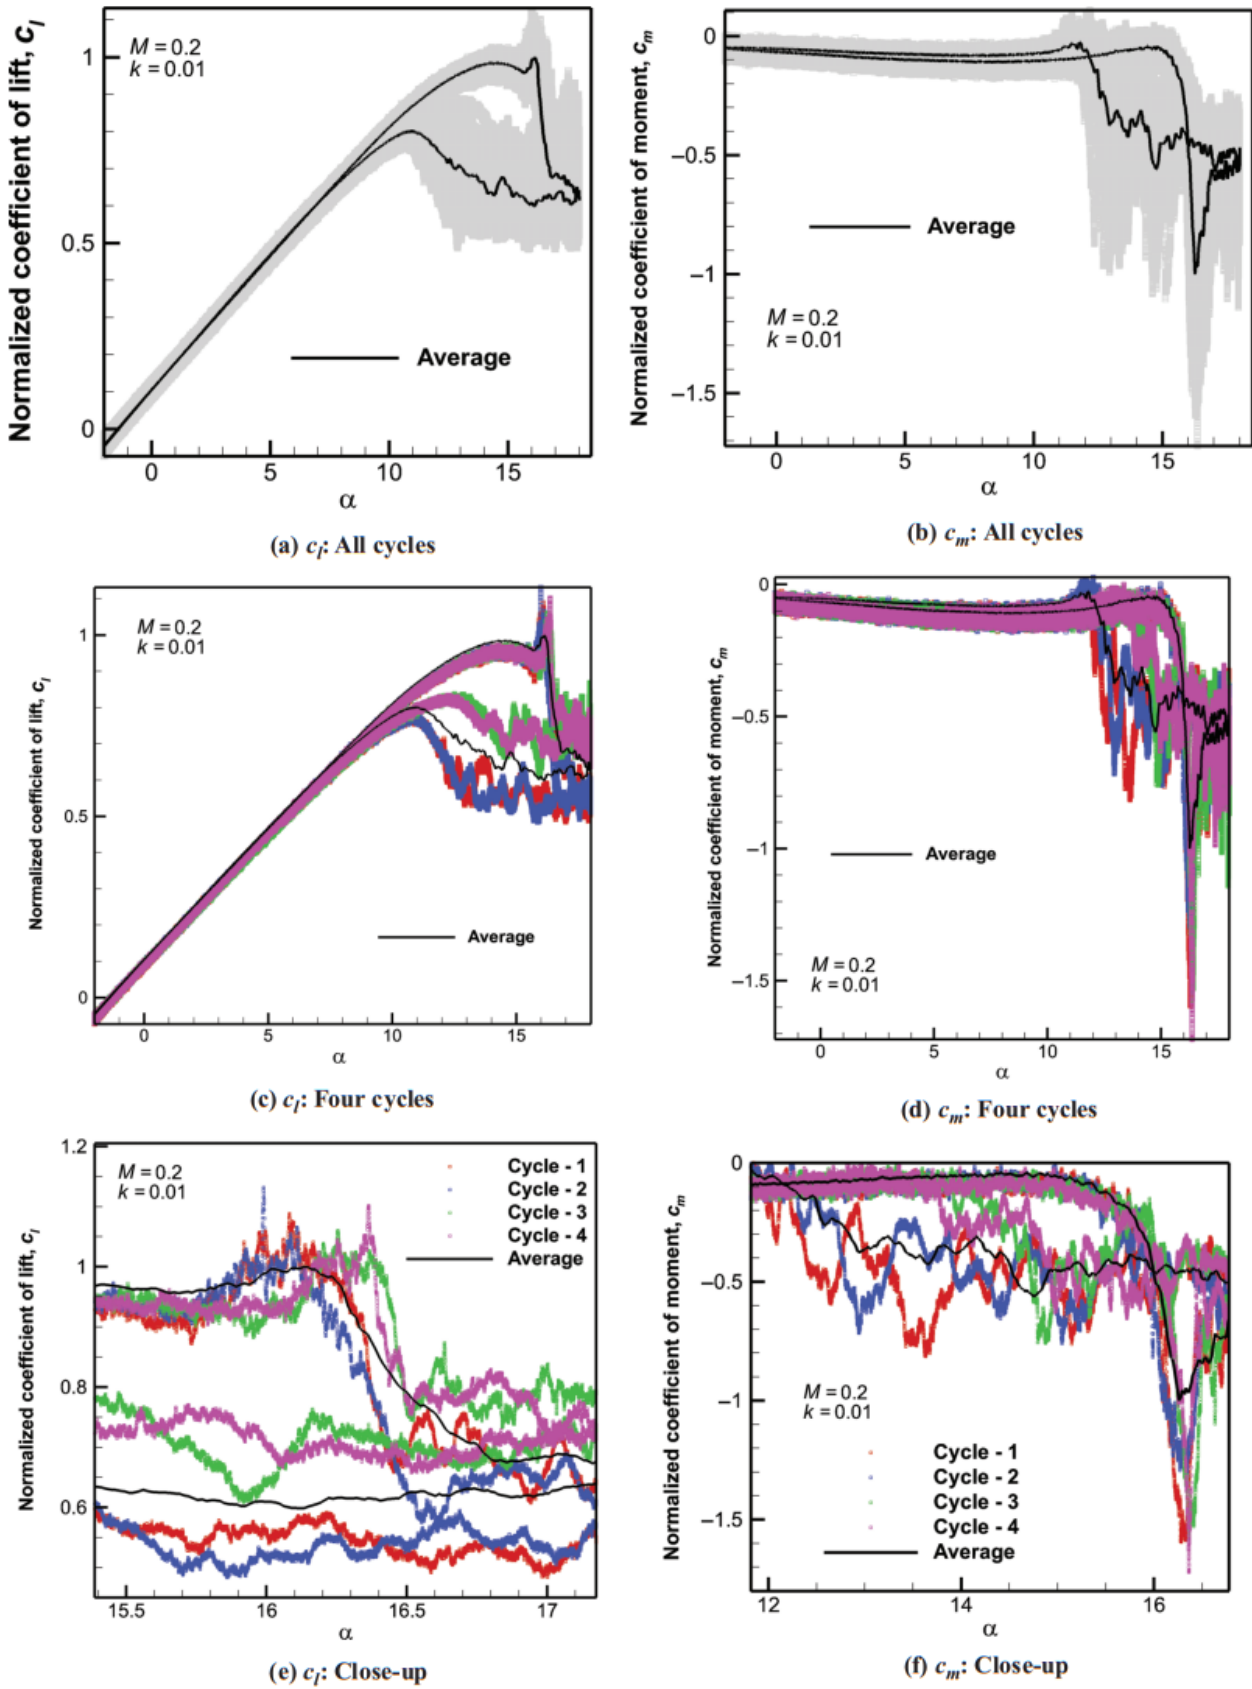 Normalized coefficient of lift, c_l
1
0.5
0
M = 0.2
k = 0.01
Average
0
5
10
15
α
(a) c_l: All cycles
Normalized coefficient of moment, c_m
0
−0.5
−1
−1.5
Average
M = 0.2
k = 0.01
0
5
10
15
α
(b) c_m: All cycles
Normalized coefficient of lift, c_l
1
0.5
0
M = 0.2
k = 0.01
Average
0
5
10
15
α
(c) c_l: Four cycles
Normalized coefficient of moment, c_m
0
−0.5
−1
−1.5
Average
M = 0.2
k = 0.01
0
5
10
15
α
(d) c_m: Four cycles
Normalized coefficient of lift, c_l
1.2
1
0.8
0.6
M = 0.2
k = 0.01
Cycle - 1
Cycle - 2
Cycle - 3
Cycle - 4
Average
15.5
16
16.5
17
α
(e) c_l: Close-up
Normalized coefficient of moment, c_m
0
−0.5
−1
−1.5
M = 0.2
k = 0.01
Cycle - 1
Cycle - 2
Cycle - 3
Cycle - 4
Average
12
14
16
α
(f) c_m: Close-up